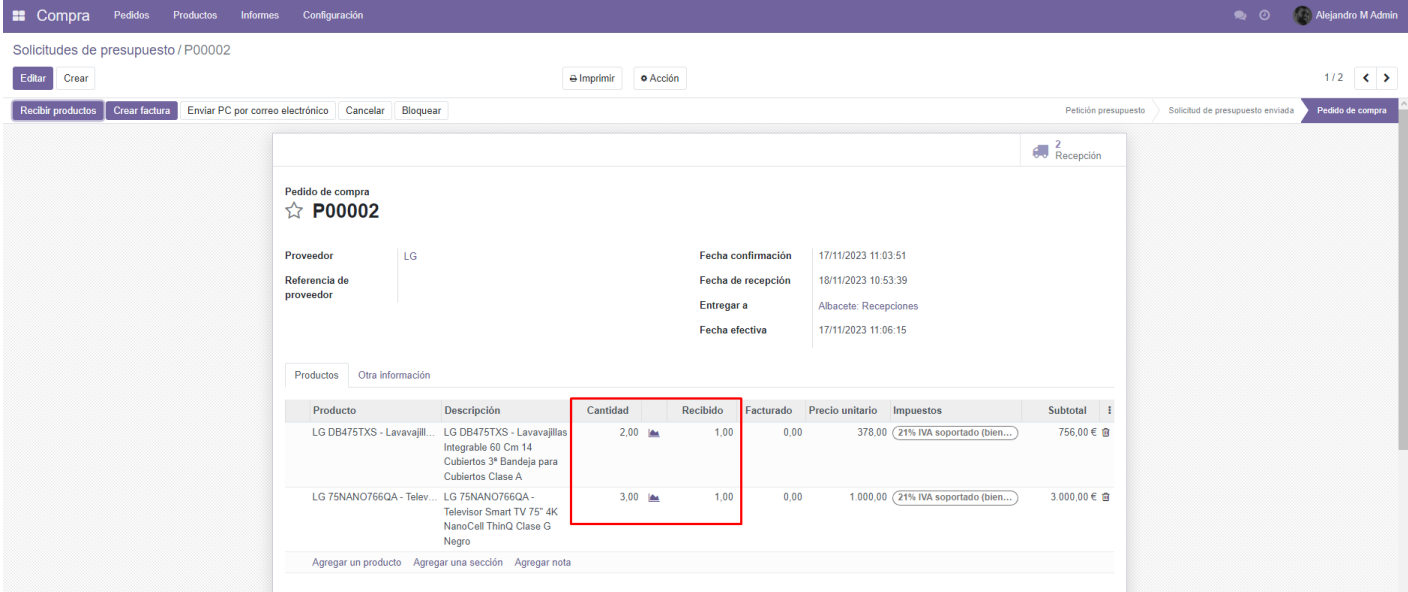 Compra Pedidos Productos Informes Configuración Alejandro M Admin
Solicitudes de presupuesto / P00002
Editar Crear Imprimir Acción 1 / 2
Recibir productos Crear factura Enviar PC por correo electrónico Cancelar Bloquear Petición presupuesto Solicitud de presupuesto enviada Pedido de compra
2
Recepción
Pedido de compra
P00002
Proveedor LG Fecha confirmación 17/11/2023 11:03:51
Referencia de Fecha de recepción 18/11/2023 10:53:39
proveedor
Entregar a Albacete: Recepciones
Fecha efectiva 17/11/2023 11:06:15
Productos Otra información
Producto Descripción Cantidad Recibido Facturado Precio unitario Impuestos Subtotal
LG DB475TXS - Lavavajill... LG DB475TXS - Lavavajillas 2,00 1,00 0,00 378,00 21% IVA soportado (bien... 756,00 €
Integrable 60 Cm 14
Cubiertos 3ª Bandeja para
Cubiertos Clase A
LG 75NANO766QA - Telev... LG 75NANO766QA - 3,00 1,00 0,00 1.000,00 21% IVA soportado (bien... 3.000,00 €
Televisor Smart TV 75" 4K
NanoCell ThinQ Clase G
Negro
Agregar un producto Agregar una sección Agregar nota